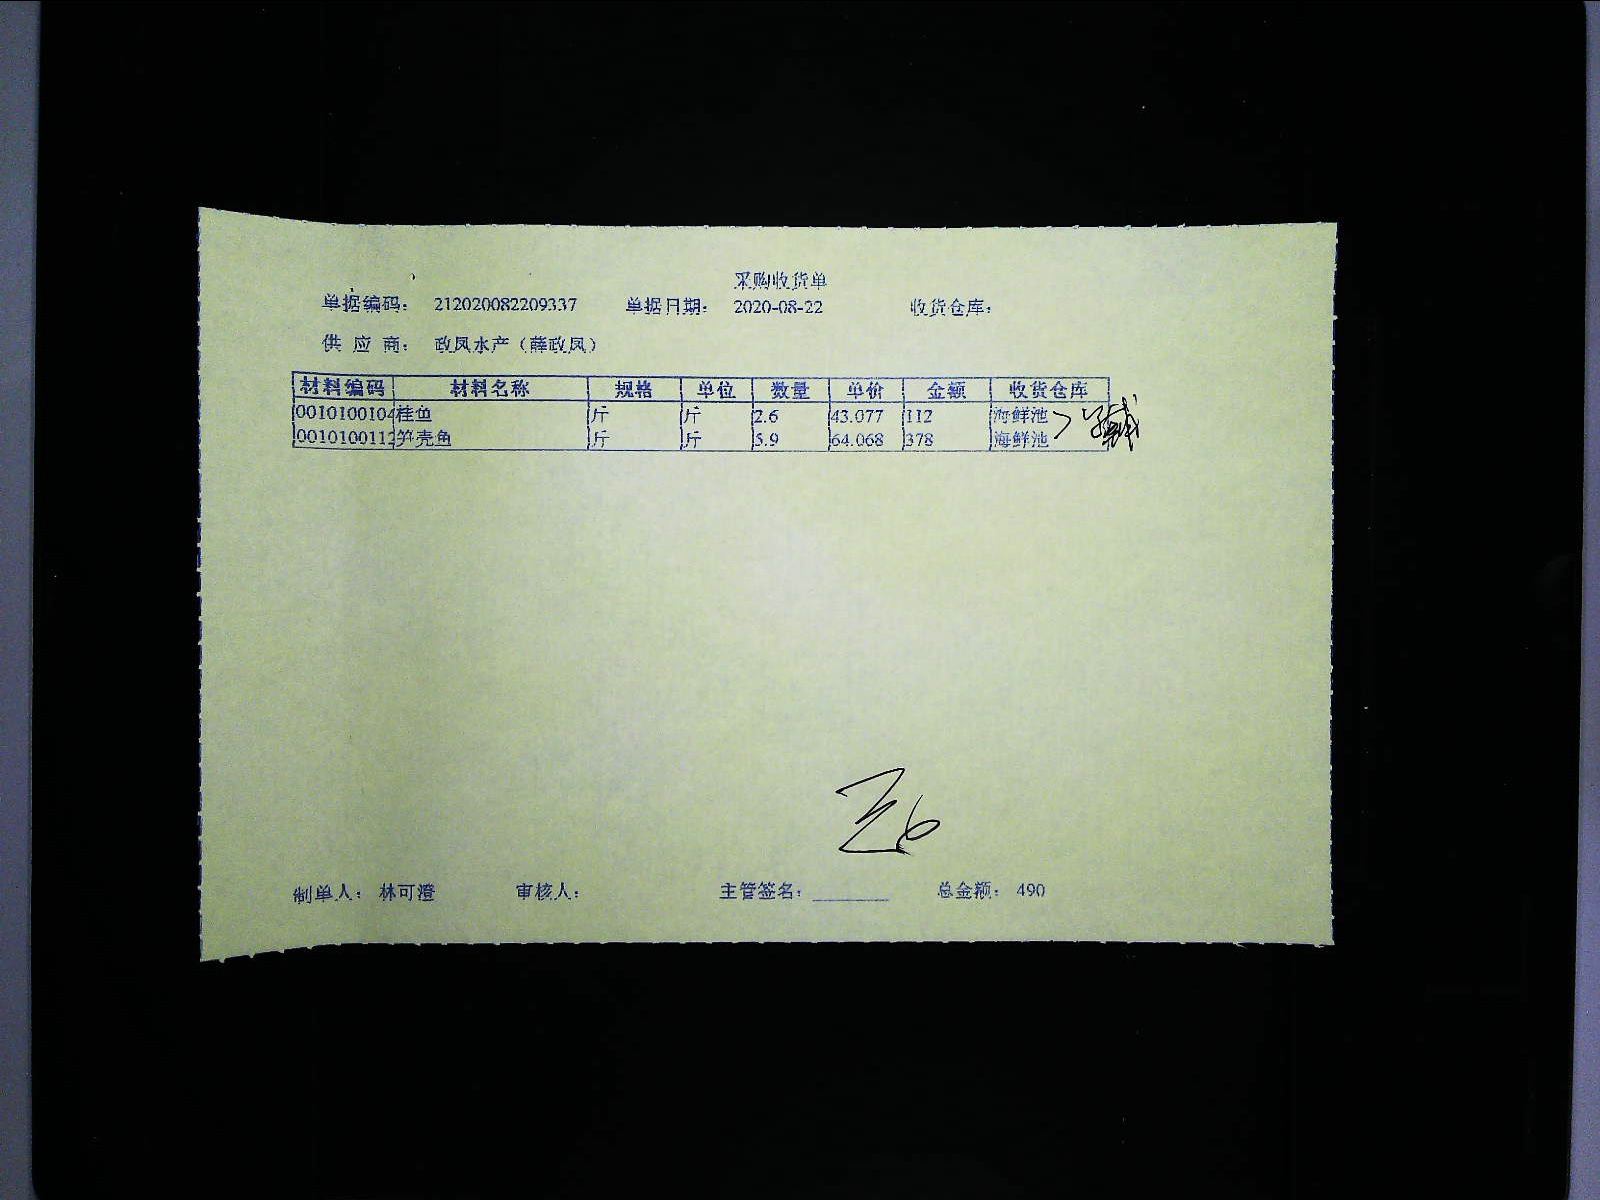 采购收货单
单据编码： 212020082209337 单据日期： 2020-08-22 收货仓库：
供 应 商： 政凤水产（薛政凤）
材料编码 材料名称 规格 单位 数量 单价 金额 收货仓库
0010100104 桂鱼 斤 斤 2.6 43.077 112 海鲜池
0010100112 笋壳鱼 斤 斤 5.9 64.068 378 海鲜池
制单人： 林可澄 审核人： 主管签名： 总金额： 490